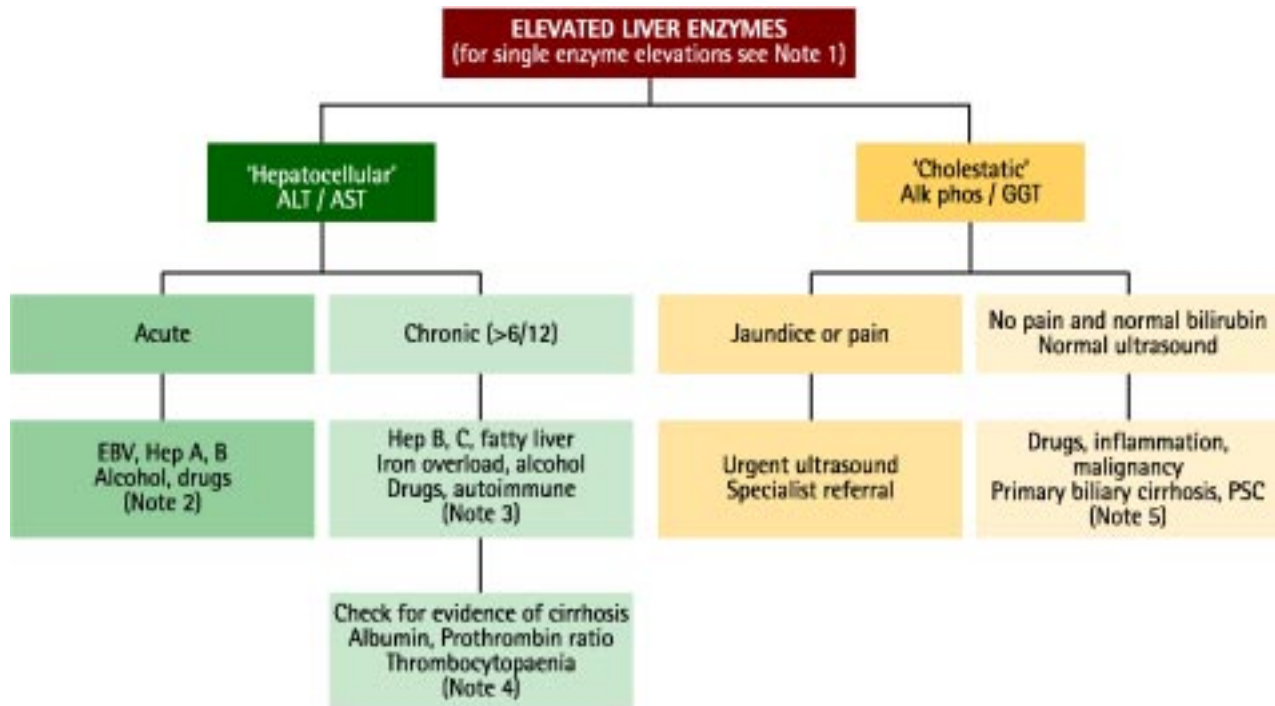 ELEVATED LIVER ENZYMES
(for single enzyme elevations see Note 1)
'Hepatocellular'
ALT / AST
'Cholestatic'
Alk phos / GGT
Acute
Chronic (>6/12)
Jaundice or pain
No pain and normal bilirubin
Normal ultrasound
EBV, Hep A, B
Alcohol, drugs
(Note 2)
Hep B, C, fatty liver
Iron overload, alcohol
Drugs, autoimmune
(Note 3)
Urgent ultrasound
Specialist referral
Drugs, inflammation,
malignancy
Primary biliary cirrhosis, PSC
(Note 5)
Check for evidence of cirrhosis
Albumin, Prothrombin ratio
Thrombocytopaenia
(Note 4)